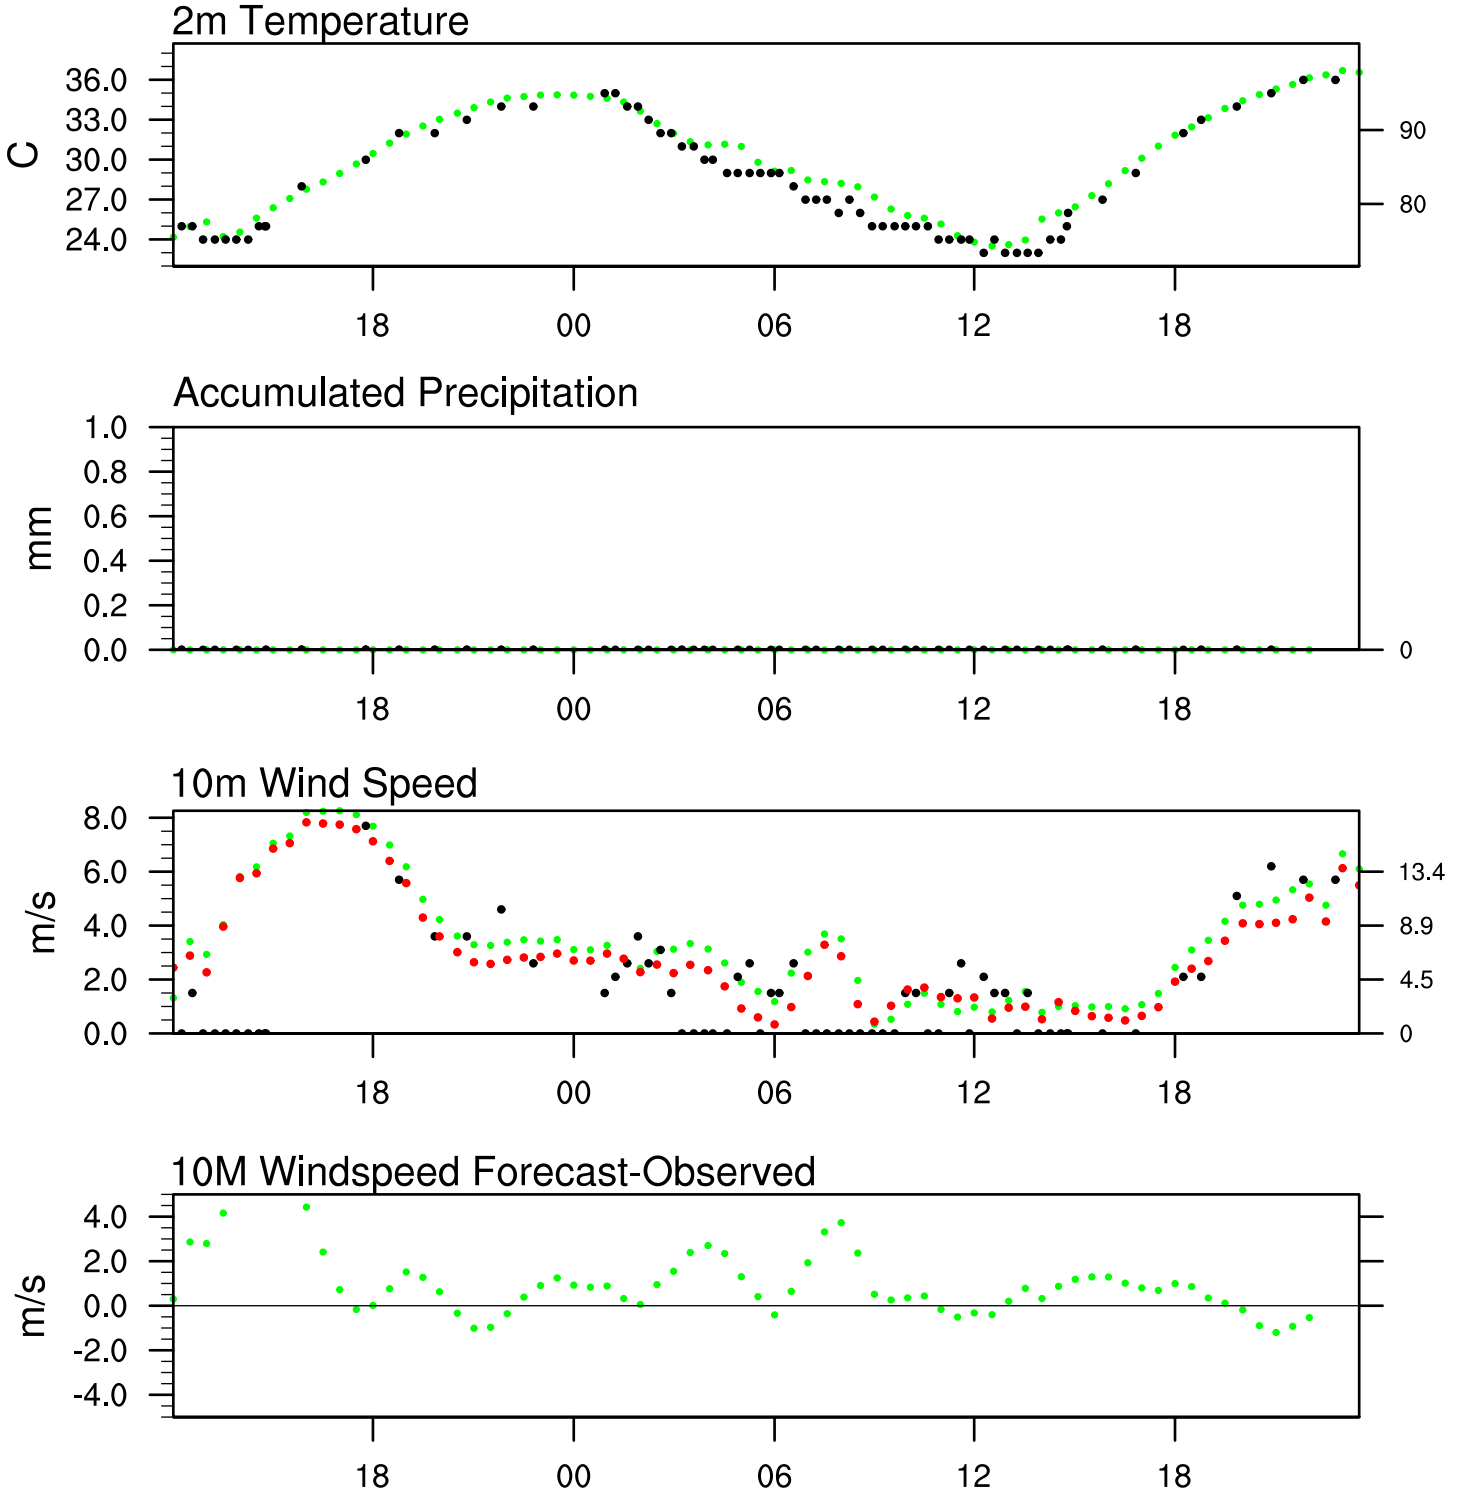 2m Temperature
36.0
33.0
30.0
27.0
24.0
C
90
80
18 00 06 12 18
Accumulated Precipitation
1.0
0.8
0.6
0.4
0.2
0.0
mm
0
18 00 06 12 18
10m Wind Speed
8.0
6.0
4.0
2.0
0.0
m/s
13.4
8.9
4.5
0
18 00 06 12 18
10M Windspeed Forecast-Observed
4.0
2.0
0.0
-2.0
-4.0
m/s
18 00 06 12 18